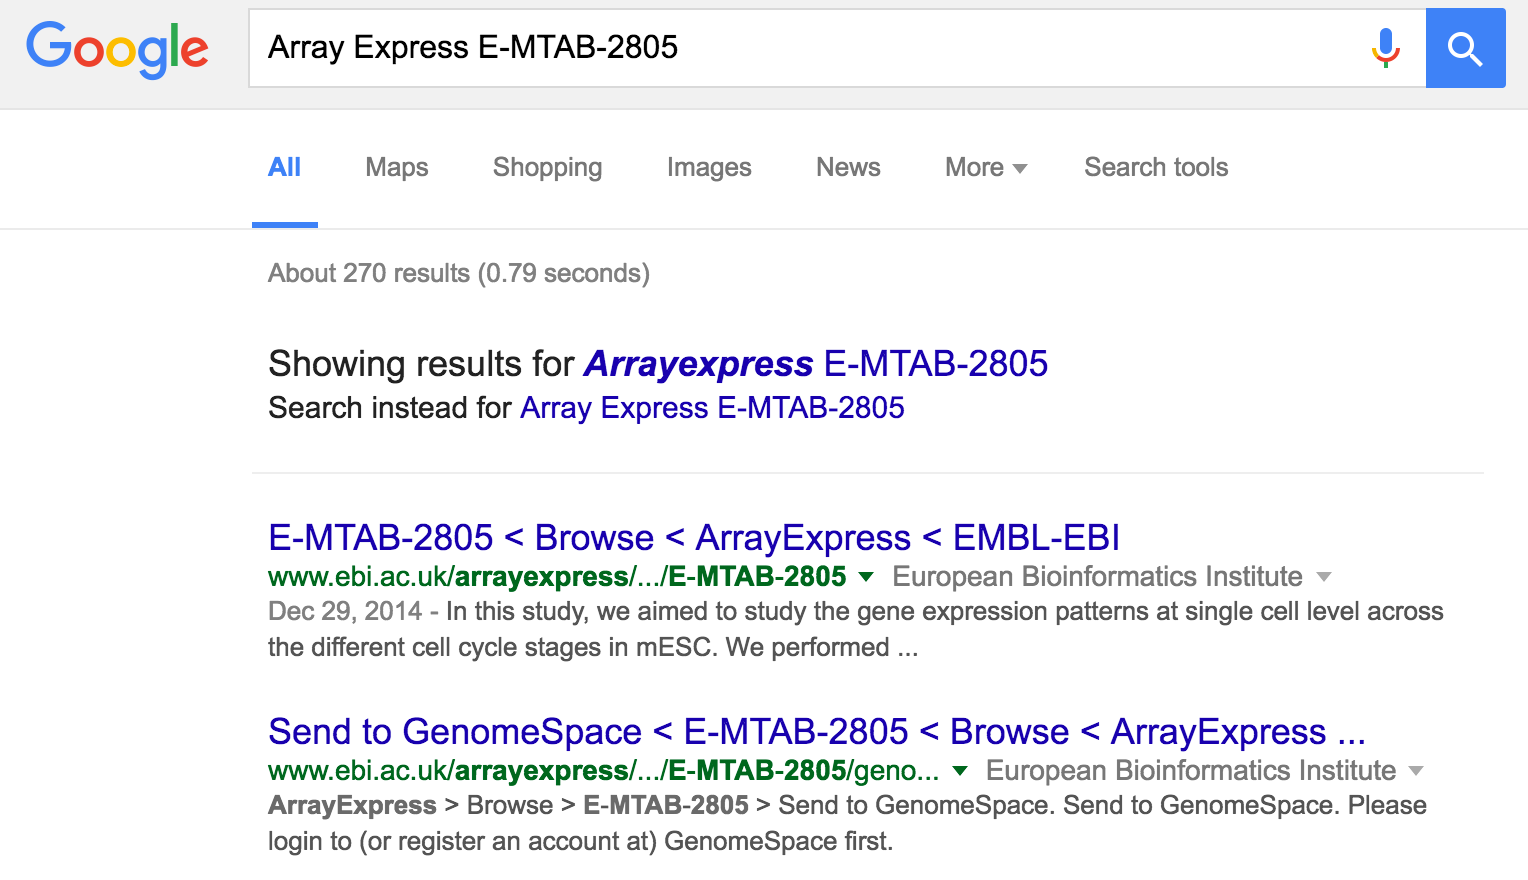 Google
Array Express E-MTAB-2805
All Maps Shopping Images News More Search tools
About 270 results (0.79 seconds)
Showing results for Arrayexpress E-MTAB-2805
Search instead for Array Express E-MTAB-2805
E-MTAB-2805 < Browse < ArrayExpress < EMBL-EBI
www.ebi.ac.uk/arrayexpress/.../E-MTAB-2805 European Bioinformatics Institute
Dec 29, 2014 - In this study, we aimed to study the gene expression patterns at single cell level across
the different cell cycle stages in mESC. We performed ...
Send to GenomeSpace < E-MTAB-2805 < Browse < ArrayExpress ...
www.ebi.ac.uk/arrayexpress/.../E-MTAB-2805/geno... European Bioinformatics Institute
ArrayExpress > Browse > E-MTAB-2805 > Send to GenomeSpace. Send to GenomeSpace. Please
login to (or register an account at) GenomeSpace first.